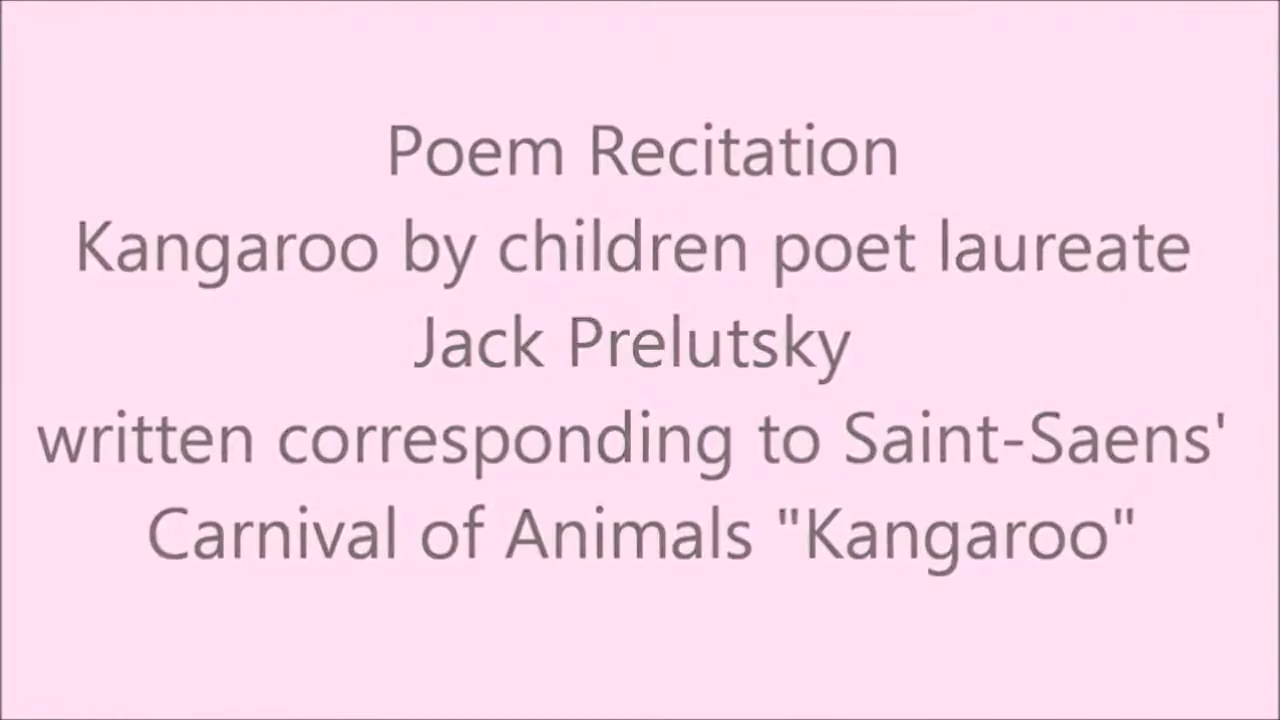 Poem Recitation
Kangaroo by children poet laureate
Jack Prelutsky
written corresponding to Saint-Saens'
Carnival of Animals "Kangaroo"